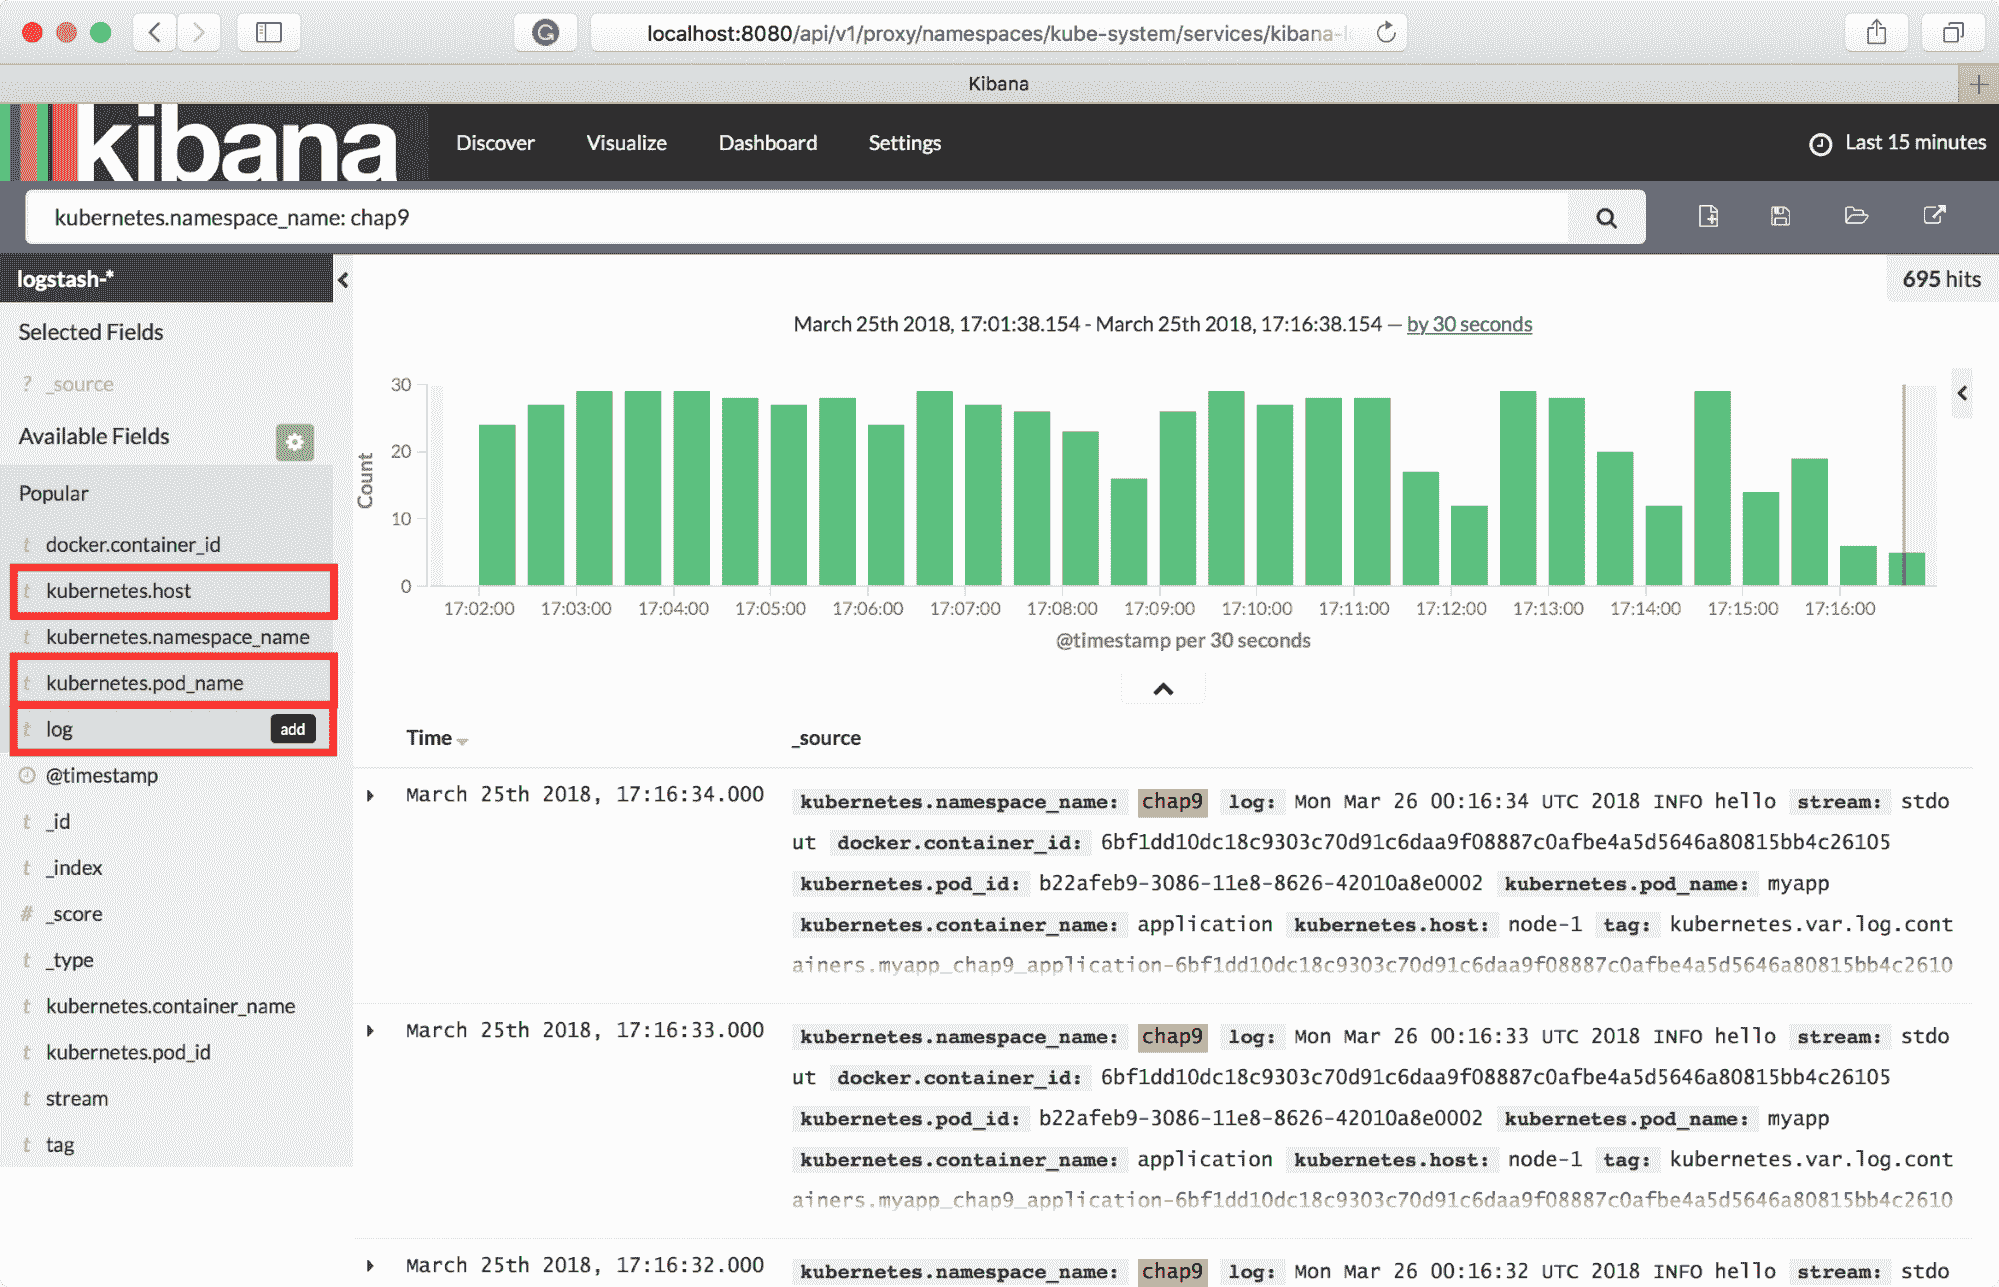 localhost:8080/api/v1/proxy/namespaces/kube-system/services/kibana-l
Kibana
kibana Discover Visualize Dashboard Settings Last 15 minutes
kubernetes.namespace_name: chap9
logstash-*
695 hits
Selected Fields
? _source
Available Fields
Popular
t docker.container_id
t kubernetes.host
t kubernetes.namespace_name
t kubernetes.pod_name
t log add
@timestamp
t _id
t _index
# _score
t _type
t kubernetes.container_name
t kubernetes.pod_id
t stream
t tag
March 25th 2018, 17:01:38.154 - March 25th 2018, 17:16:38.154 — by 30 seconds
Count
30
20
10
0
17:02:00 17:03:00 17:04:00 17:05:00 17:06:00 17:07:00 17:08:00 17:09:00 17:10:00 17:11:00 17:12:00 17:13:00 17:14:00 17:15:00 17:16:00
@timestamp per 30 seconds
Time _source
March 25th 2018, 17:16:34.000 kubernetes.namespace_name: chap9 log: Mon Mar 26 00:16:34 UTC 2018 INFO hello stream: stdo
ut docker.container_id: 6bf1dd10dc18c9303c70d91c6daa9f08887c0afbe4a5d5646a80815bb4c26105
kubernetes.pod_id: b22afeb9-3086-11e8-8626-42010a8e0002 kubernetes.pod_name: myapp
kubernetes.container_name: application kubernetes.host: node-1 tag: kubernetes.var.log.cont
ainers.myapp_chap9_application-6bf1dd10dc18c9303c70d91c6daa9f08887c0afbe4a5d5646a80815bb4c2610
March 25th 2018, 17:16:33.000 kubernetes.namespace_name: chap9 log: Mon Mar 26 00:16:33 UTC 2018 INFO hello stream: stdo
ut docker.container_id: 6bf1dd10dc18c9303c70d91c6daa9f08887c0afbe4a5d5646a80815bb4c26105
kubernetes.pod_id: b22afeb9-3086-11e8-8626-42010a8e0002 kubernetes.pod_name: myapp
kubernetes.container_name: application kubernetes.host: node-1 tag: kubernetes.var.log.cont
ainers.myapp_chap9_application-6bf1dd10dc18c9303c70d91c6daa9f08887c0afbe4a5d5646a80815bb4c2610
March 25th 2018, 17:16:32.000 kubernetes.namespace_name: chap9 log: Mon Mar 26 00:16:32 UTC 2018 INFO hello stream: stdo